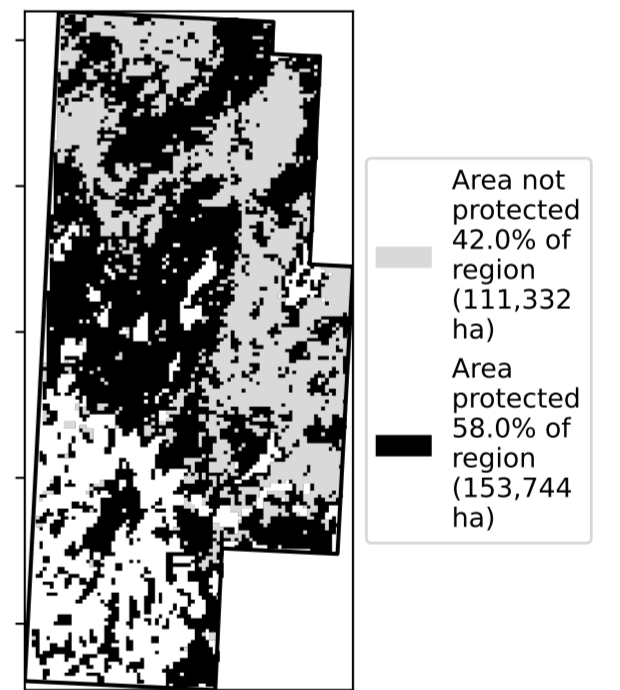 Area not
protected
42.0% of
region
(111,332
ha)
Area
protected
58.0% of
region
(153,744
ha)